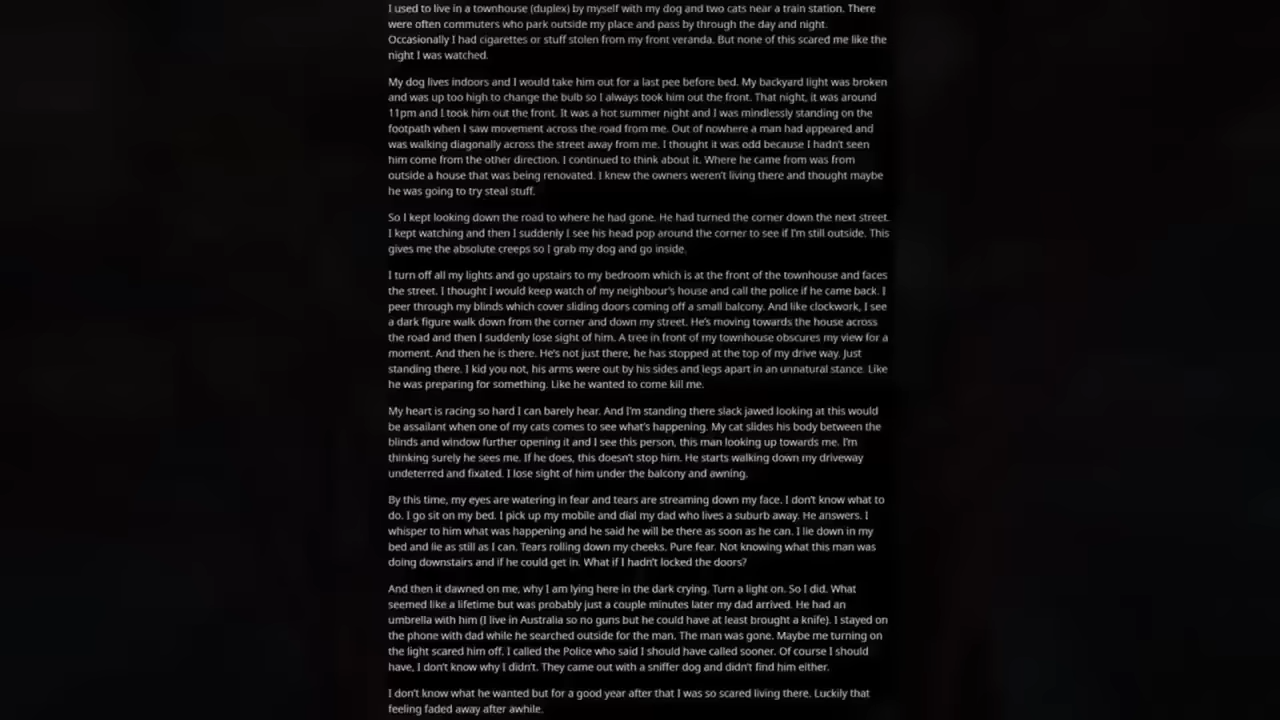 I used to live in a townhouse (duplex) by myself with my dog and two cats near a train station. There
were often commuters who park outside my place and pass by through the day and night.
Occasionally I had cigarettes or stuff stolen from my front veranda. But none of this scared me like the
night I was watched.
My dog lives indoors and I would take him out for a last pee before bed. My backyard light was broken
and was up too high to change the bulb so I always took him out the front. That night, it was around
11pm and I took him out the front. It was a hot summer night and I was mindlessly standing on the
footpath when I saw movement across the road from me. Out of nowhere a man had appeared and
was walking diagonally across the street away from me. I thought it was odd because I hadn't seen
him come from the other direction. I continued to think about it. Where he came from was from
outside a house that was being renovated. I knew the owners weren't living there and thought maybe
he was going to try steal stuff.
So I kept looking down the road to where he had gone. He had turned the corner down the next street.
I kept watching and then I suddenly I see his head pop around the corner to see if I'm still outside. This
gives me the absolute creeps so I grab my dog and go inside.
I turn off all my lights and go upstairs to my bedroom which is at the front of the townhouse and faces
the street. I thought I would keep watch of my neighbour's house and call the police if he came back. I
peer through my blinds which cover sliding doors coming off a small balcony. And like clockwork, I see
a dark figure walk down from the corner and down my street. He's moving towards the house across
the road and then I suddenly lose sight of him. A tree in front of my townhouse obscures my view for a
moment. And then he is there. He's not just there, he has stopped at the top of my drive way. Just
standing there. I kid you not, his arms were out by his sides and legs apart in an unnatural stance. Like
he was preparing for something. Like he wanted to come kill me.
My heart is racing so hard I can barely hear. And I'm standing there slack jawed looking at this would
be assailant when one of my cats comes to see what's happening. My cat slides his body between the
blinds and window further opening it and I see this person, this man looking up towards me. I'm
thinking surely he sees me. If he does, this doesn't stop him. He starts walking down my driveway
undeterred and fixated. I lose sight of him under the balcony and awning.
By this time, my eyes are watering in fear and tears are streaming down my face. I don't know what to
do. I go sit on my bed. I pick up my mobile and dial my dad who lives a suburb away. He answers. I
whisper to him what was happening and he said he will be there as soon as he can. I lie down in my
bed and lie as still as I can. Tears rolling down my cheeks. Pure fear. Not knowing what this man was
doing downstairs and if he could get in. What if I hadn't locked the doors?
And then it dawned on me, why I am lying here in the dark crying. Turn a light on. So I did. What
seemed like a lifetime but was probably just a couple minutes later my dad arrived. He had an
umbrella with him (I live in Australia so no guns but he could have at least brought a knife). I stayed on
the phone with dad while he searched outside for the man. The man was gone. Maybe me turning on
the light scared him off. I called the Police who said I should have called sooner. Of course I should
have, I don't know why I didn't. They came out with a sniffer dog and didn't find him either.
I don't know what he wanted but for a good year after that I was so scared living there. Luckily that
feeling faded away after awhile.